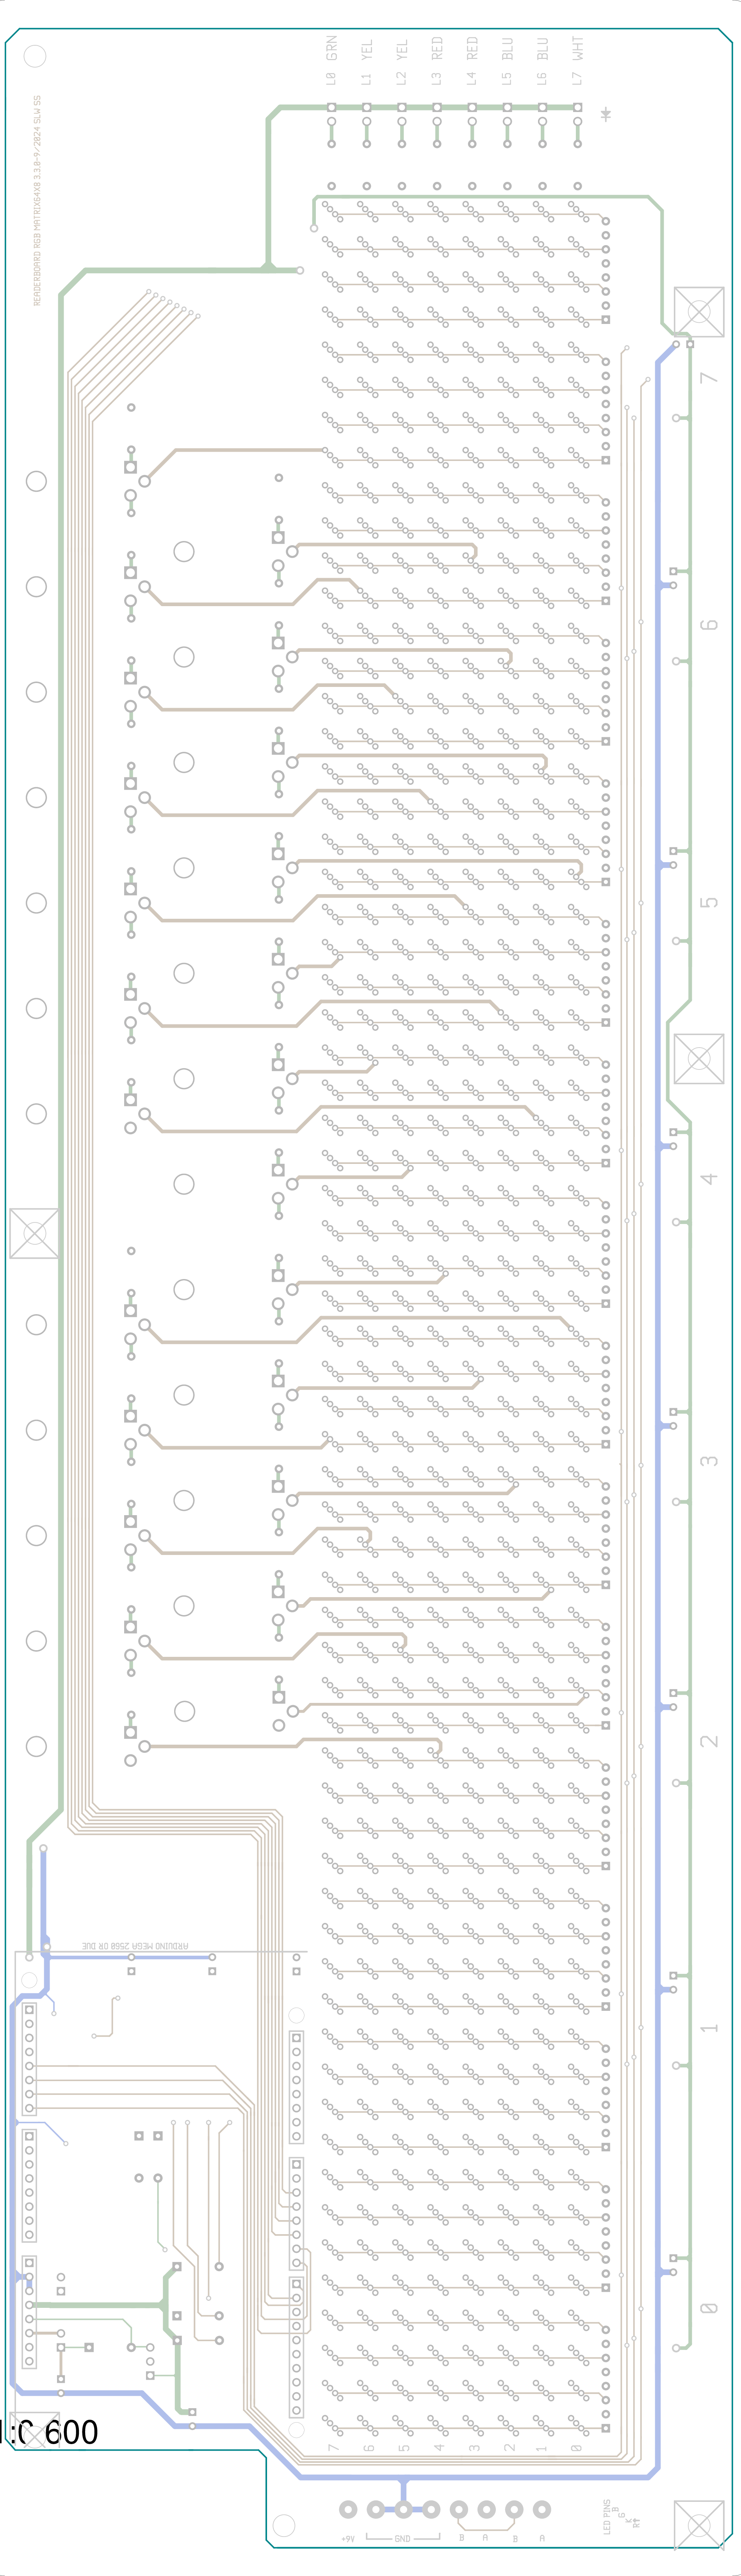 L0 GRN
L1 YEL
L2 YEL
L3 RED
L4 RED
L5 BLU
L6 BLU
L7 WHT
READERBOARD RGB MATRIX64X8 3.3.0-9/2024 SLW SS
7
6
5
4
3
2
1
0
ARDUINO MEGA 2560 OR DUE
600
7 6 5 4 3 2 1 0
+9V GND B A B A
LED PINS
B
G
K
R